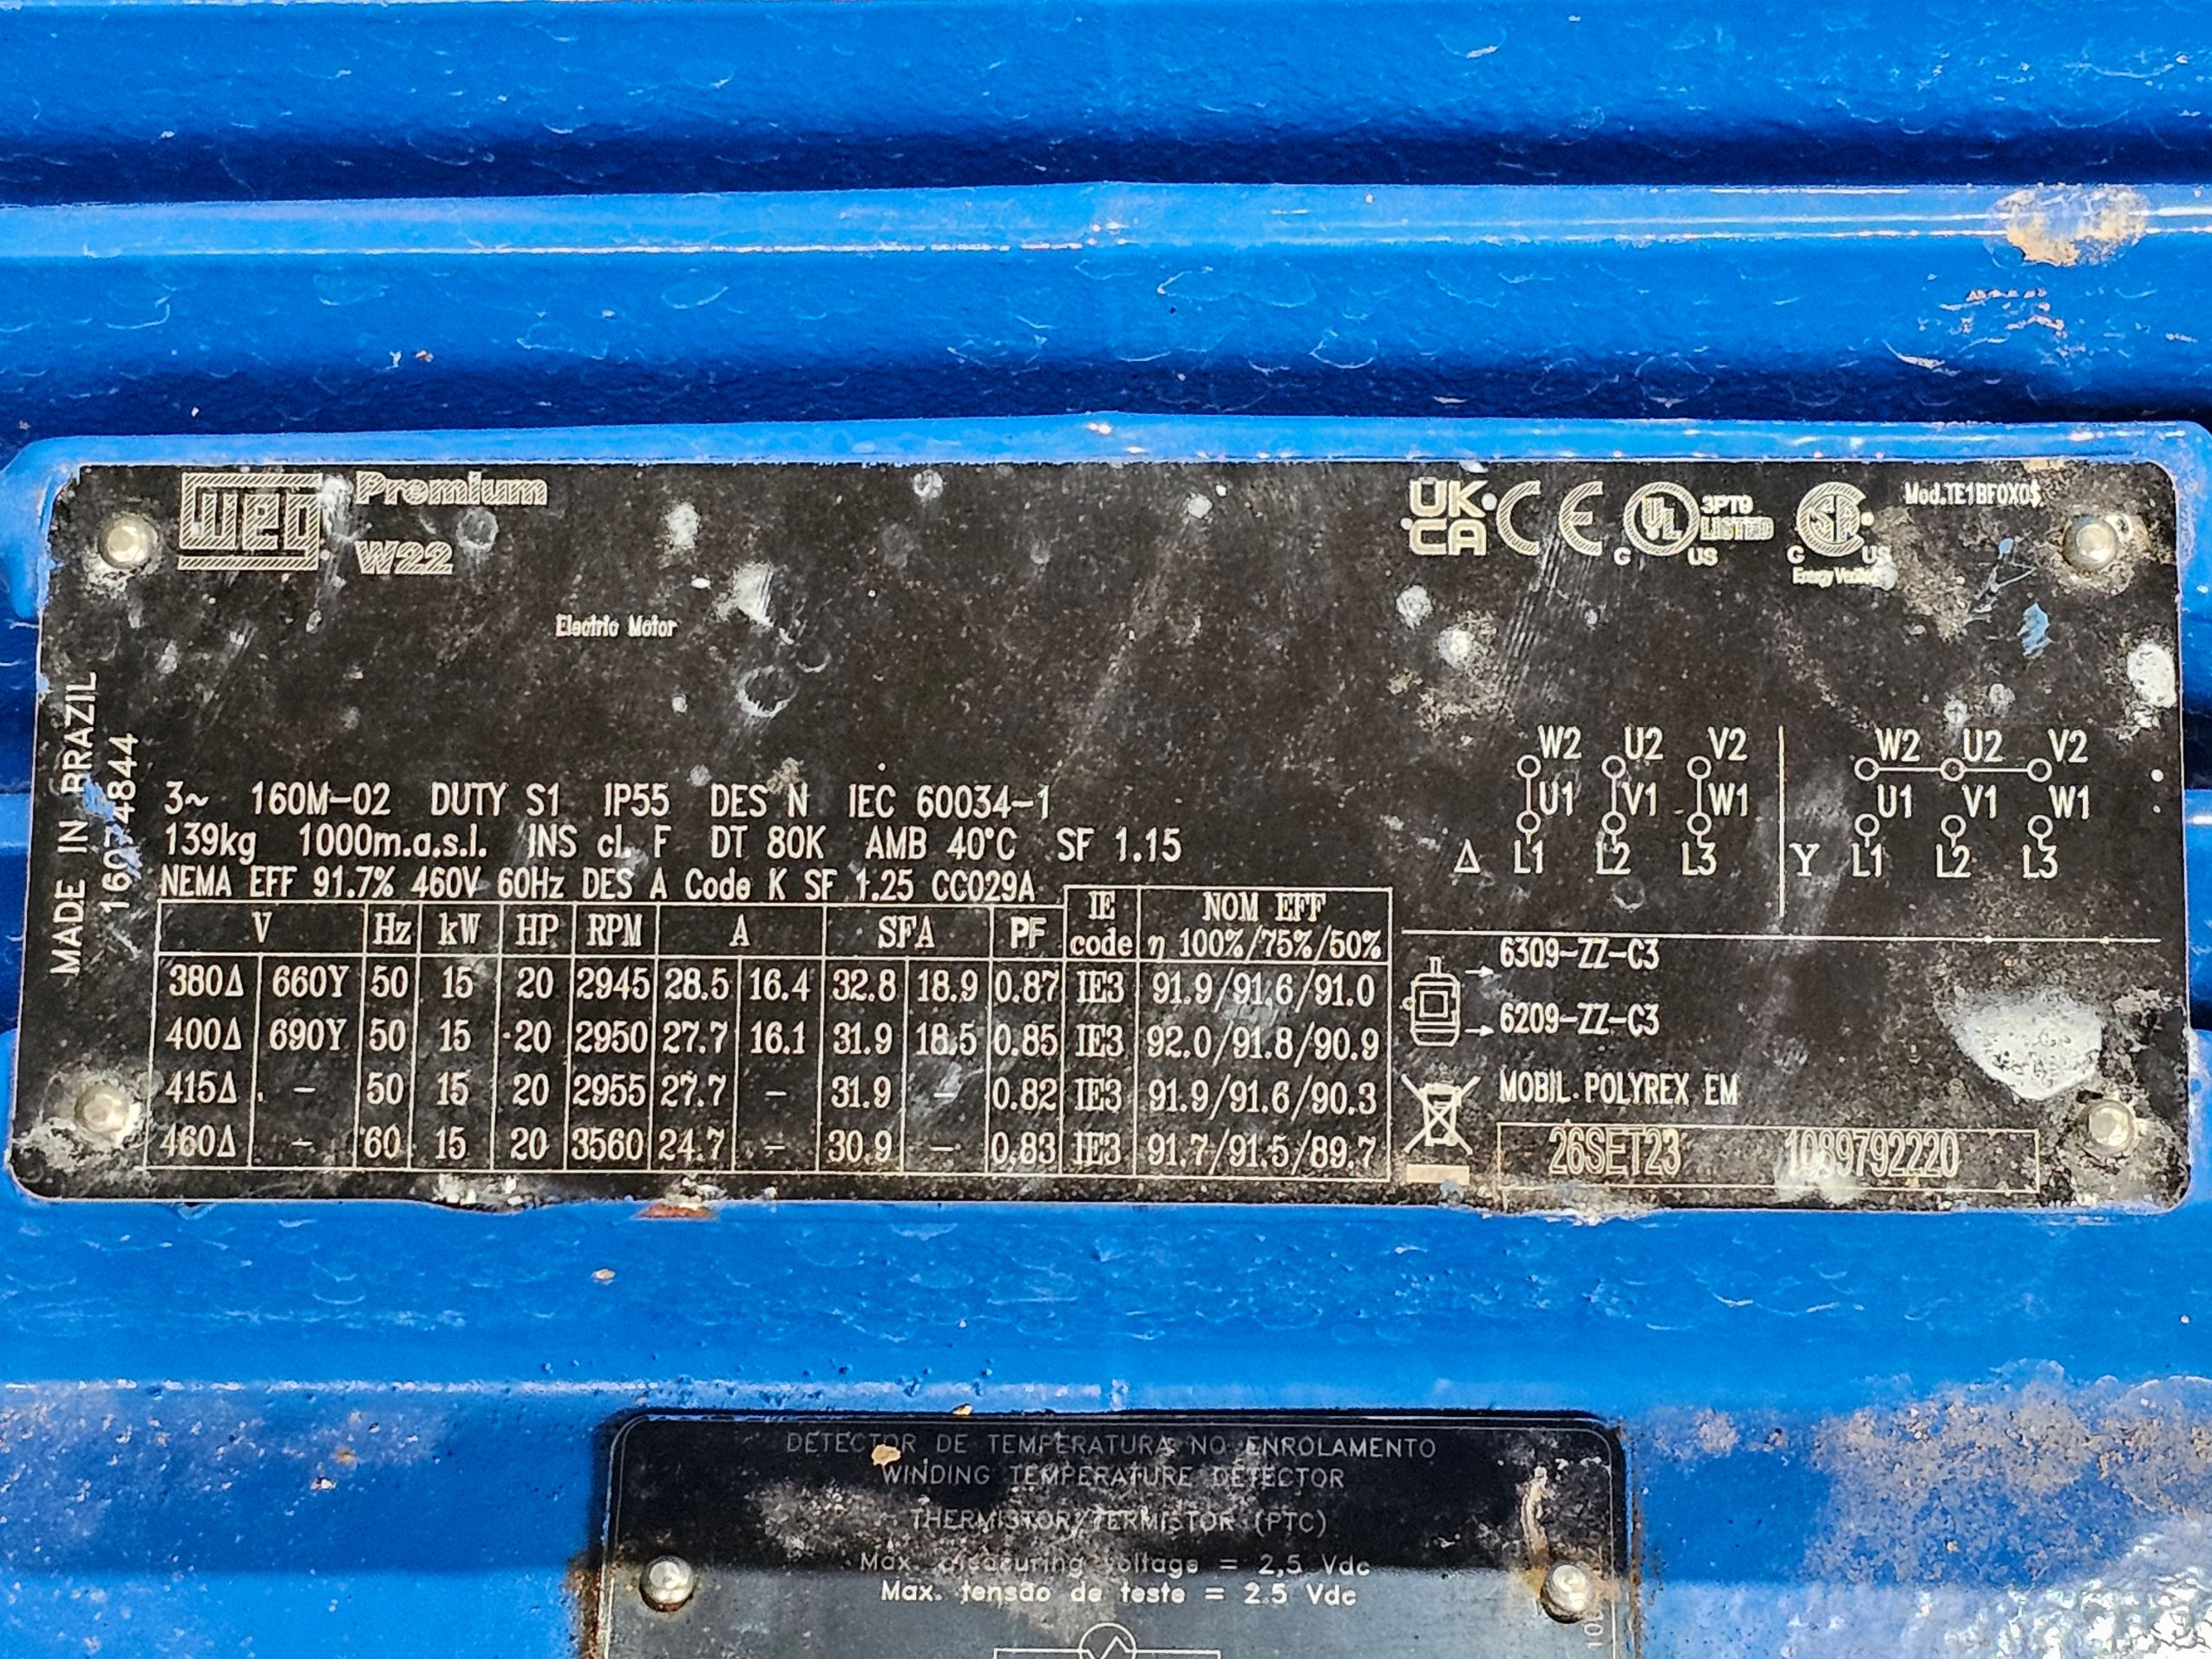 weg Premium
W22
Electric Motor
UK CA CE C UL US 3PT9 LISTED
C US Energy Verified
Mod.TE1BF0X0$
MADE IN BRAZIL
16074844
3~ 160M-02 DUTY S1 IP55 DES N IEC 60034-1
139kg 1000m.a.s.l. INS cl. F DT 80K AMB 40°C SF 1.15
NEMA EFF 91.7% 460V 60Hz DES A Code K SF 1.25 CC029A
V Hz kW HP RPM A SFA PF IE code NOM EFF η 100%/75%/50%
380Δ 660Y 50 15 20 2945 28.5 16.4 32.8 18.9 0.87 IE3 91.9/91.6/91.0
400Δ 690Y 50 15 20 2950 27.7 16.1 31.9 18.5 0.85 IE3 92.0/91.8/90.9
415Δ - 50 15 20 2955 27.7 - 31.9 - 0.82 IE3 91.9/91.6/90.3
460Δ - 60 15 20 3560 24.7 - 30.9 - 0.83 IE3 91.7/91.5/89.7
W2 U2 V2
U1 V1 W1
Δ L1 L2 L3
W2 U2 V2
U1 V1 W1
Y L1 L2 L3
6309-ZZ-C3
6209-ZZ-C3
MOBIL POLYREX EM
26SET23 1089792220
DETECTOR DE TEMPERATURA NO ENROLAMENTO
WINDING TEMPERATURE DETECTOR
THERMISTOR/TERMISTOR (PTC)
Max. measuring voltage = 2,5 Vdc
Max. tensão de teste = 2.5 Vdc